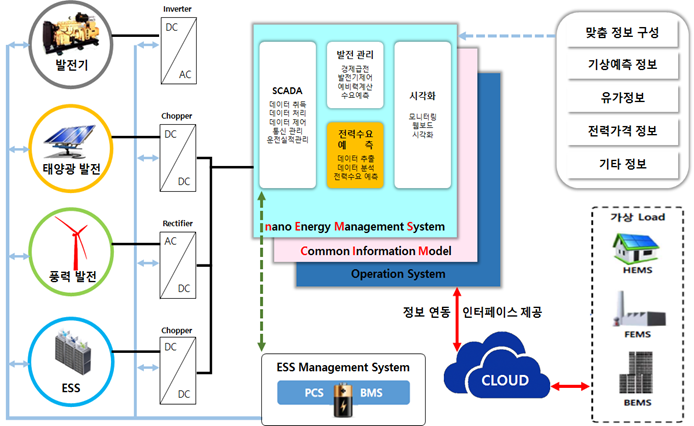 Inverter
DC
AC
발전기
Chopper
DC
DC
태양광 발전
Rectifier
AC
DC
풍력 발전
Chopper
DC
DC
ESS
SCADA
데이터 취득
데이터 처리
데이터 제어
통신 관리
운전실적관리
발전 관리
경제급전
발전기제어
예비력계산
수요예측
전력수요
예 측
데이터 추출
데이터 분석
전력수요 예측
시각화
모니터링
웹보드
시각화
nano Energy Management System
Common Information Model
Operation System
정보 연동
인터페이스 제공
ESS Management System
PCS
BMS
CLOUD
맞춤 정보 구성
기상예측 정보
유가정보
전력가격 정보
기타 정보
가상 Load
HEMS
FEMS
BEMS